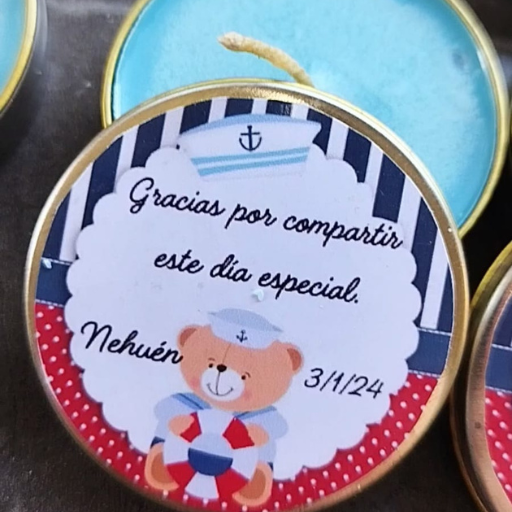 Gracias por compartir
este día especial.
Nehuén
3/1/24